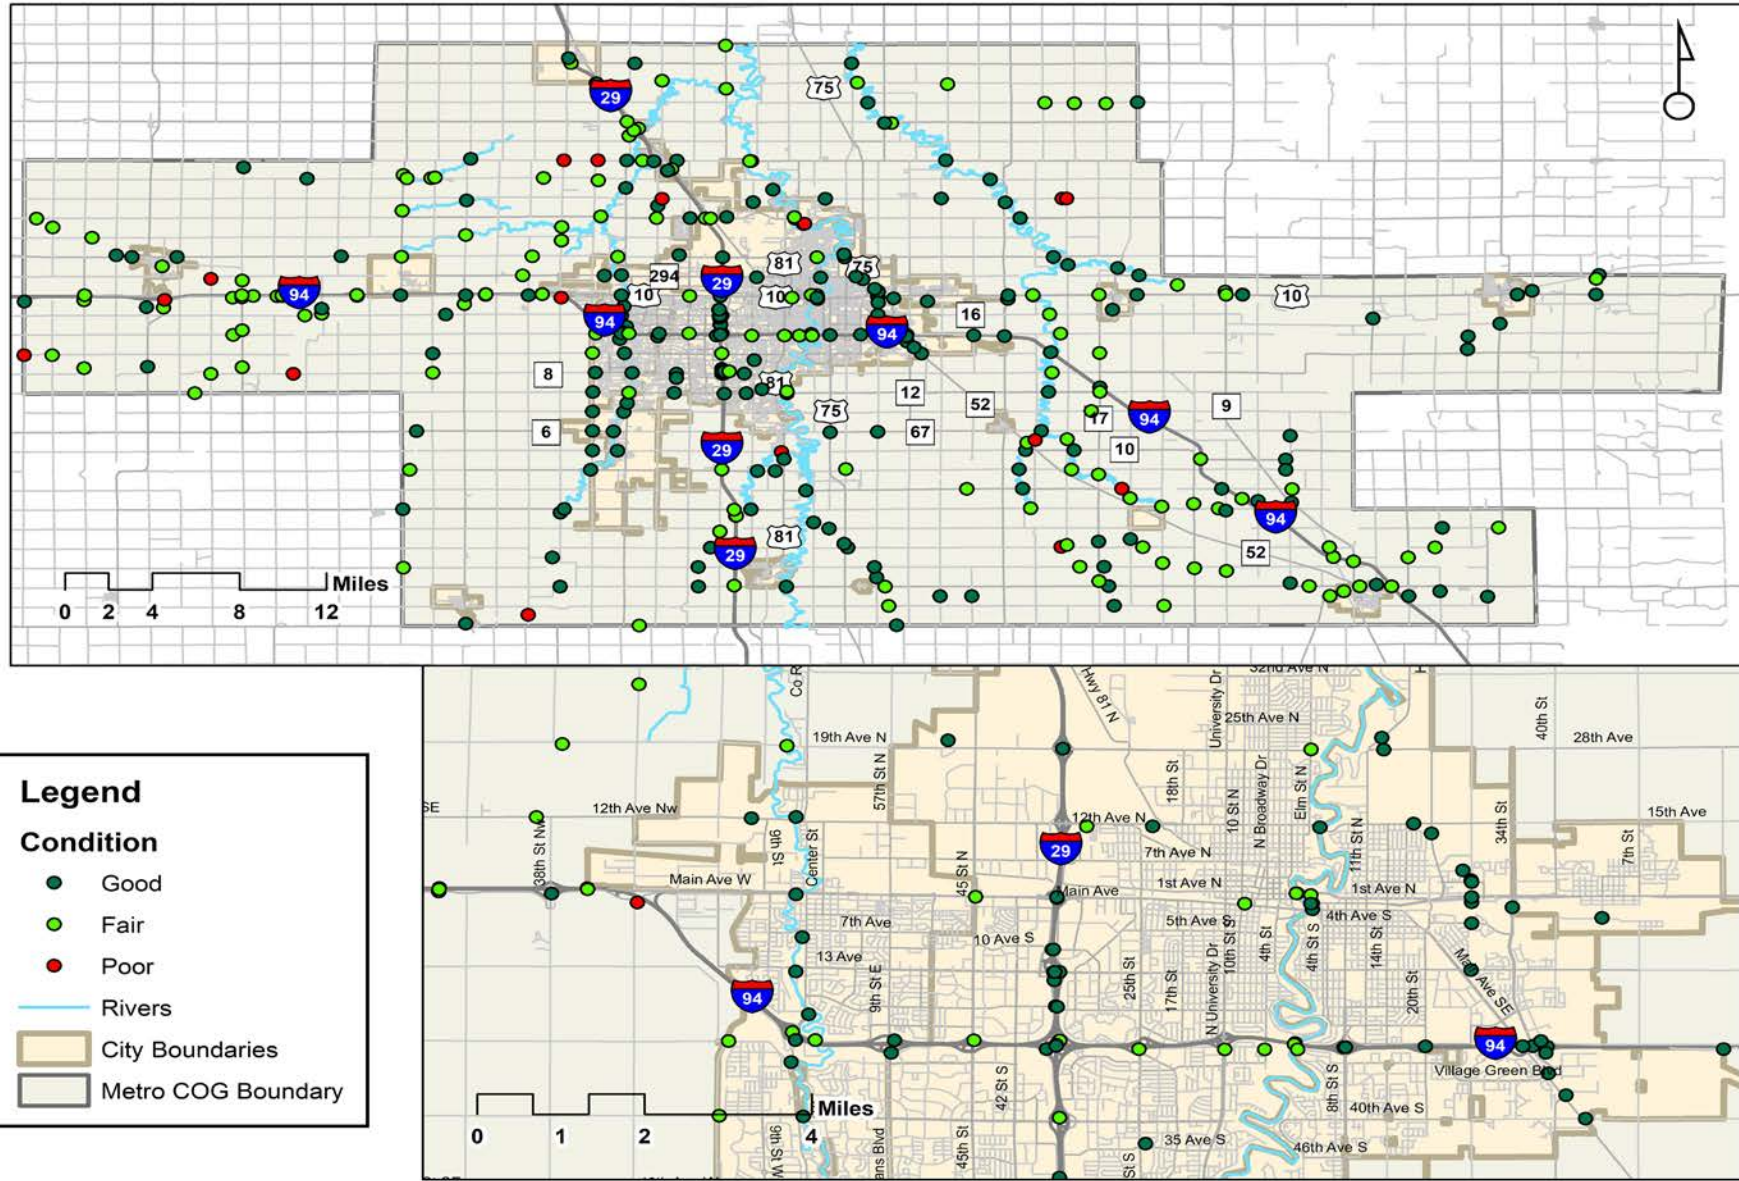 29
75
81
75
294
29
10
10
94
10
94
94
16
8
81
12
9
52
75
17
94
6
67
10
29
94
81
29
52
Miles
0 2 4 8 12
32nd Ave N
Hwy 81 N
University Dr
25th Ave N
40th St
19th Ave N
28th Ave
57th St N
18th St
N Broadway Dr
10 St N
Elm St N
12th Ave Nw
12th Ave N
15th Ave
34th St
11th St N
7th St
38th St Nw
9th St
Center St
29
7th Ave N
45 St N
Main Ave W
Main Ave
1st Ave N
1st Ave N
7th Ave
5th Ave S
4th Ave S
10 Ave S
10th St S
4th St
4th St S
14th St
13 Ave
Main Ave SE
9th St E
25th St
17th St
N University Dr
20th St
94
94
Village Green Blvd
42 St S
8th St S
Miles
40th Ave S
0 1 2 4
9th St W
45th St
35 Ave S
46th Ave S
Legend
Condition
Good
Fair
Poor
Rivers
City Boundaries
Metro COG Boundary